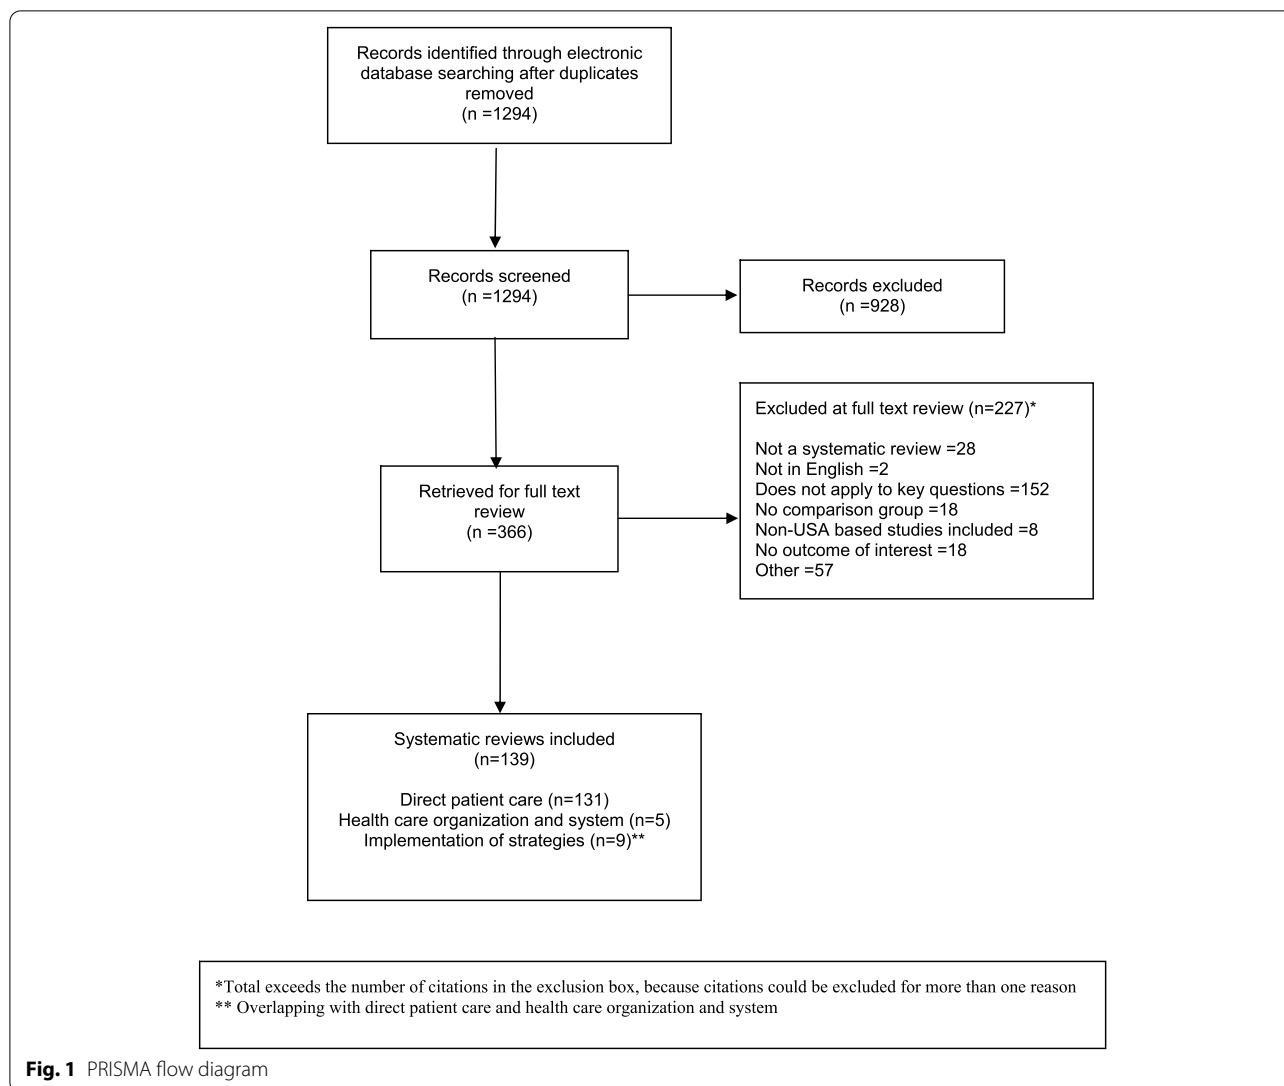 Records identified through electronic
database searching after duplicates
removed
(n =1294)
Records screened
(n =1294)
Records excluded
(n =928)
Excluded at full text review (n=227)*
Not a systematic review =28
Not in English =2
Does not apply to key questions =152
No comparison group =18
Non-USA based studies included =8
No outcome of interest =18
Other =57
Retrieved for full text
review
(n =366)
Systematic reviews included
(n=139)
Direct patient care (n=131)
Health care organization and system (n=5)
Implementation of strategies (n=9)**
*Total exceeds the number of citations in the exclusion box, because citations could be excluded for more than one reason
** Overlapping with direct patient care and health care organization and system
Fig. 1 PRISMA flow diagram